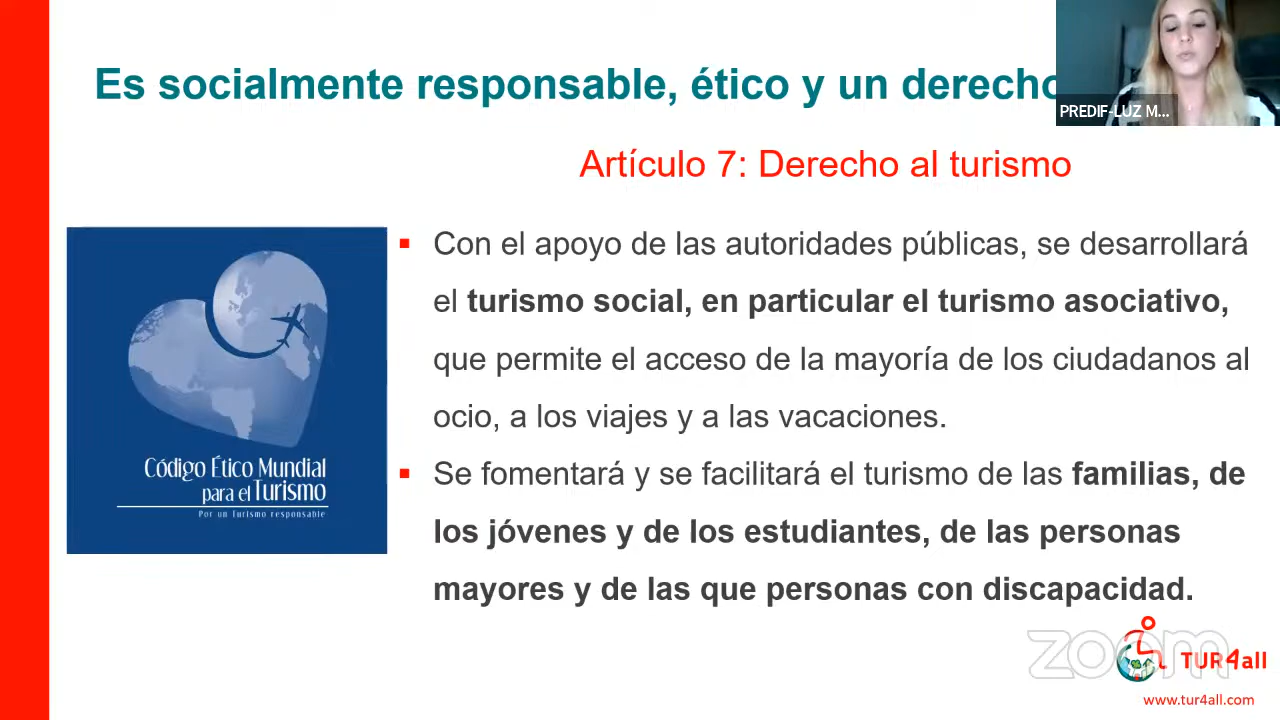 Es socialmente responsable, ético y un derecho
PREDIF-LUZ M...
Artículo 7: Derecho al turismo
Con el apoyo de las autoridades públicas, se desarrollará
el turismo social, en particular el turismo asociativo,
que permite el acceso de la mayoría de los ciudadanos al
ocio, a los viajes y a las vacaciones.
Se fomentará y se facilitará el turismo de las familias, de
los jóvenes y de los estudiantes, de las personas
mayores y de las que personas con discapacidad.
Código Ético Mundial
para el Turismo
Por un Turismo responsable
zoom
TUR4all
www.tur4all.com